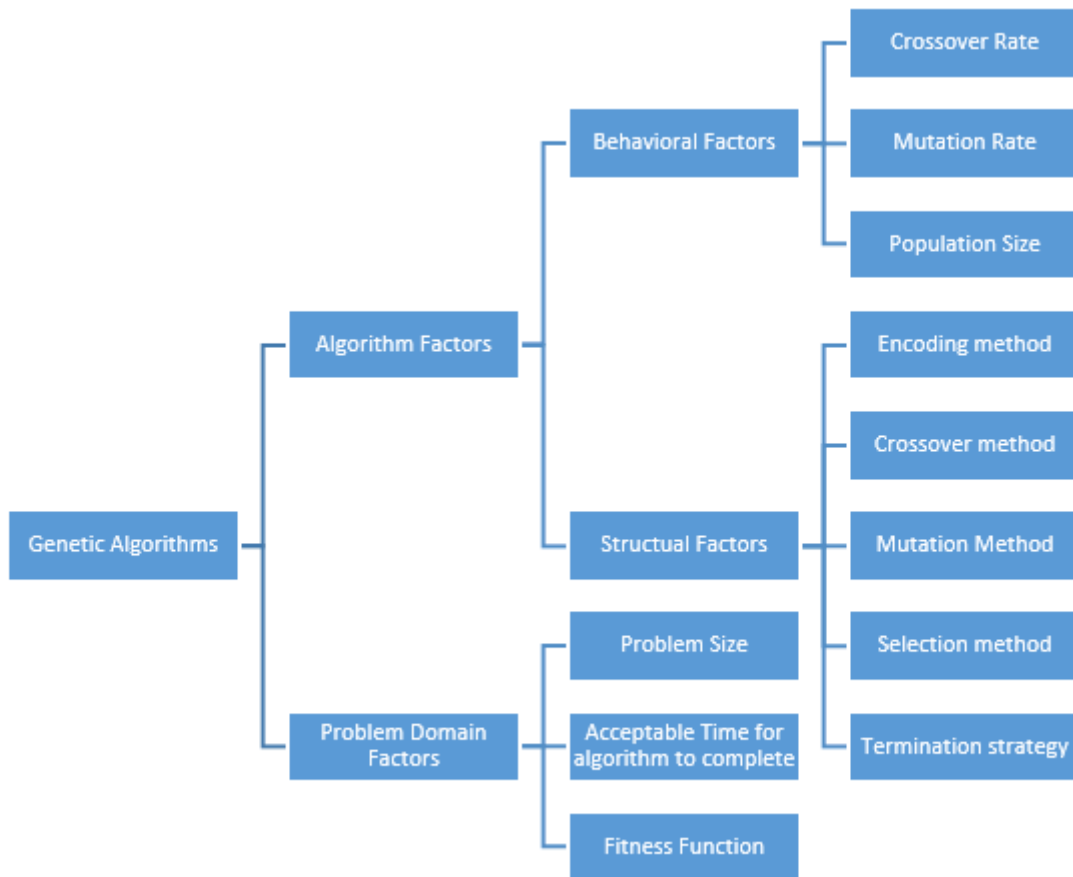 Crossover Rate
Behavioral Factors
Mutation Rate
Population Size
Algorithm Factors
Encoding method
Crossover method
Genetic Algorithms
Structual Factors
Mutation Method
Problem Size
Selection method
Problem Domain
Factors
Acceptable Time for
algorithm to complete
Termination strategy
Fitness Function